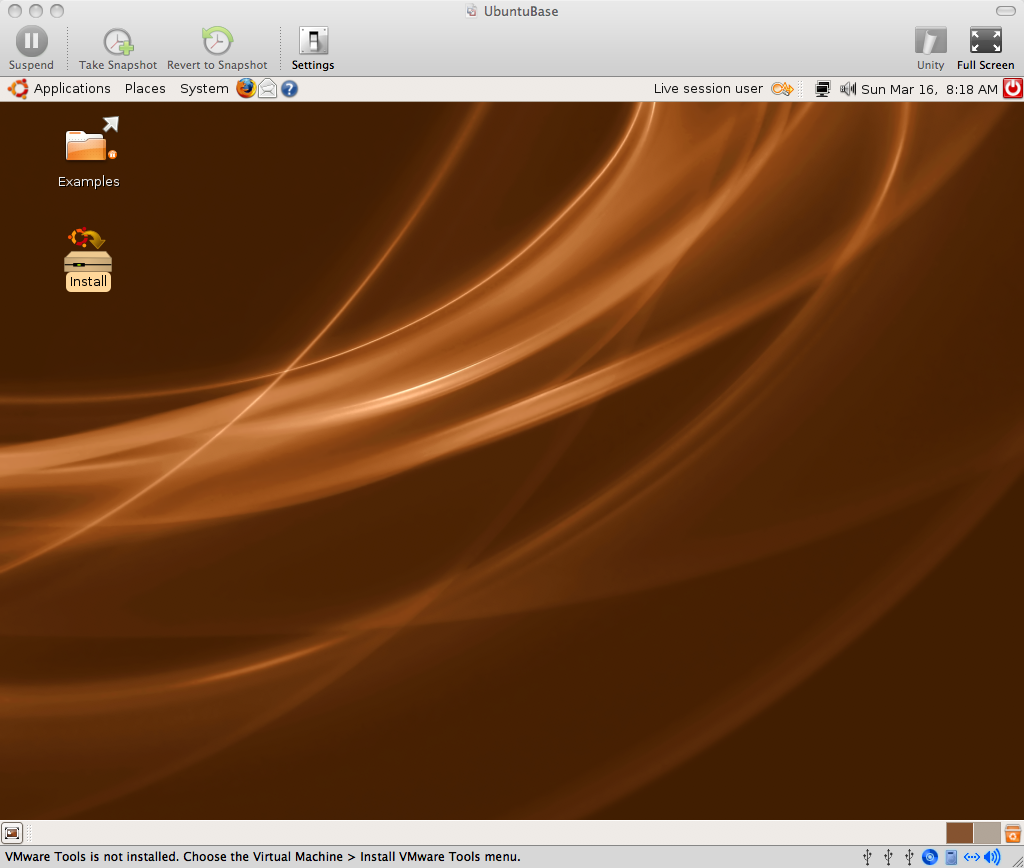 UbuntuBase
Suspend Take Snapshot Revert to Snapshot Settings Unity Full Screen
Applications Places System Live session user Sun Mar 16, 8:18 AM
Examples
Install
VMware Tools is not installed. Choose the Virtual Machine > Install VMware Tools menu.